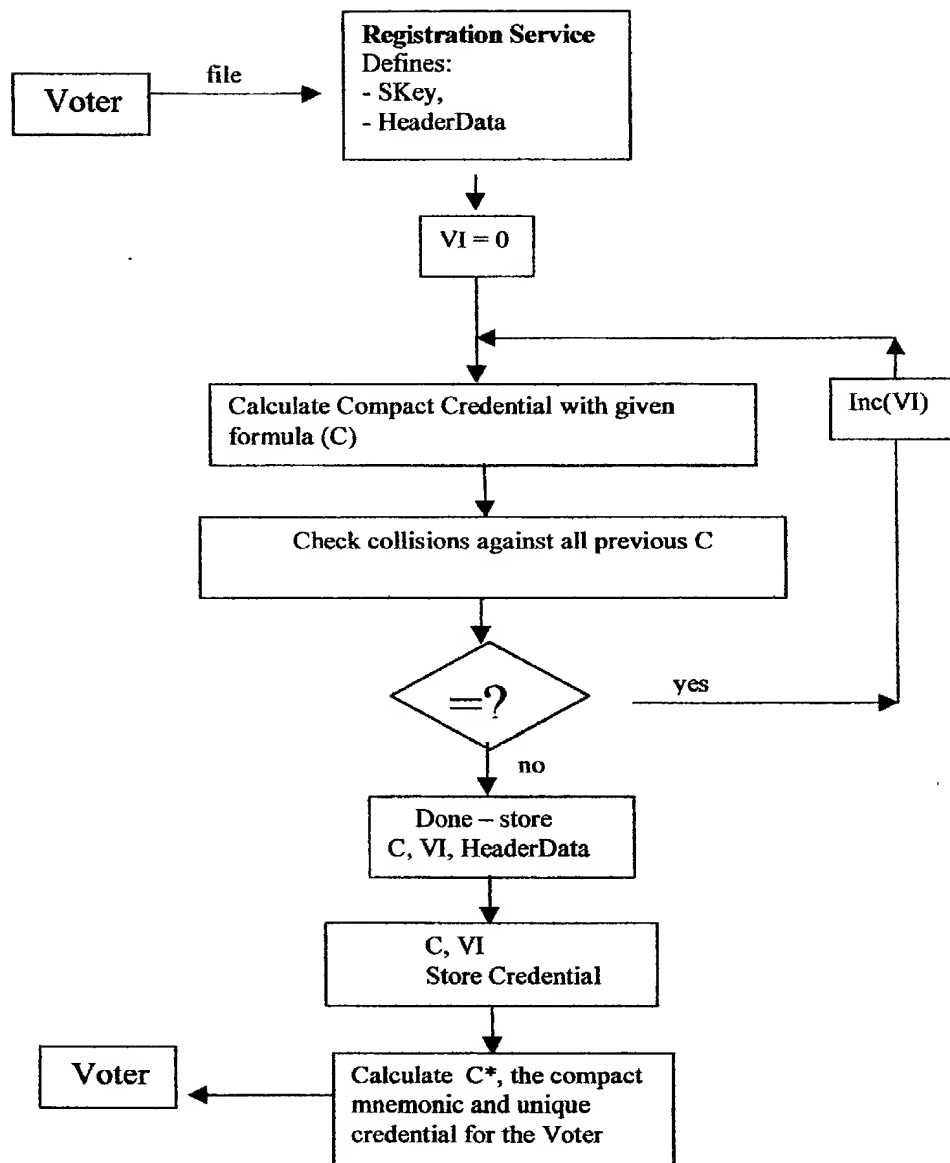 Registration Service
Defines:
- SKey,
- HeaderData
Voter
file
VI = 0
Calculate Compact Credential with given
formula (C)
Inc(VI)
Check collisions against all previous C
=?
yes
no
Done – store
C, VI, HeaderData
C, VI
Store Credential
Voter
Calculate C*, the compact
mnemonic and unique
credential for the Voter